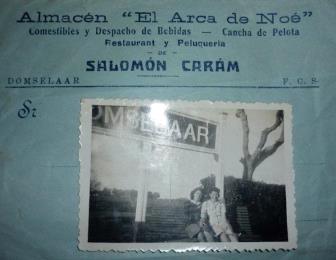 Almacén "El Arca de Noé"
Comestibles y Despacho de Bebidas — Cancha de Pelota
Restaurant y Peluqueria
DE
SALOMÓN CARÁM
DOMSELAAR F. C. S.
Sr.
OMSELAAR